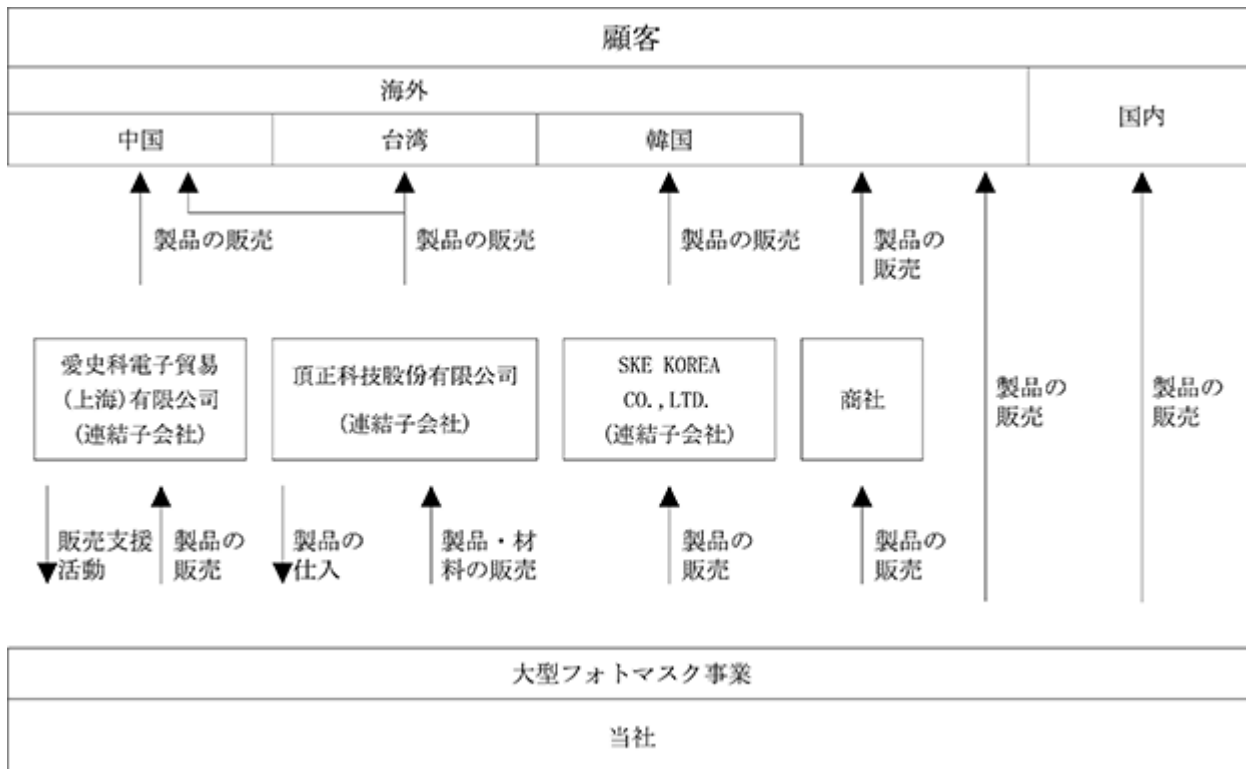 顧客
海外
国内
中国
台湾
韓国
製品の販売
製品の販売
製品の販売
製品の
販売
愛史科電子貿易
(上海)有限公司
(連結子会社)
頂正科技股份有限公司
(連結子会社)
SKE KOREA
CO.,LTD.
(連結子会社)
商社
製品の
販売
製品の
販売
販売支援
活動
製品の
販売
製品の
仕入
製品・材
料の販売
製品の
販売
製品の
販売
大型フォトマスク事業
当社